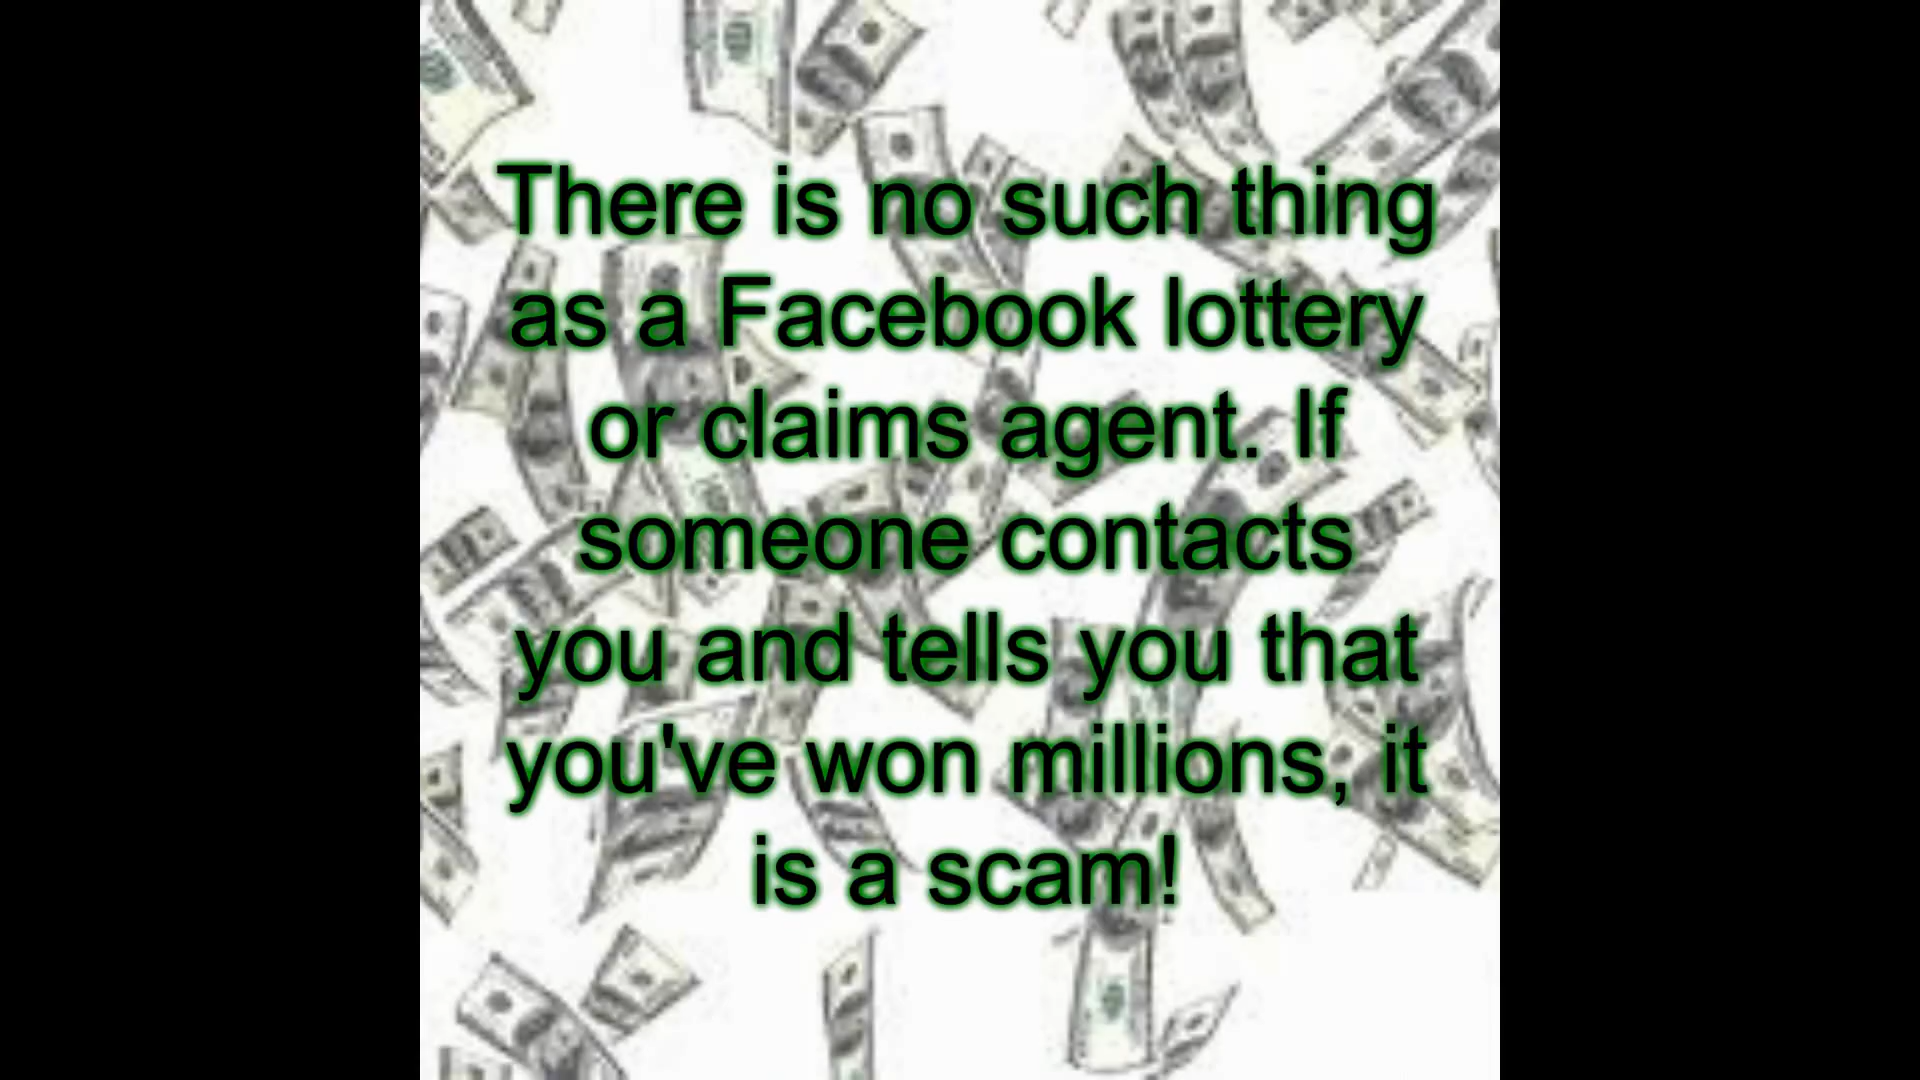 There is no such thing
as a Facebook lottery
or claims agent. If
someone contacts
you and tells you that
you've won millions, it
is a scam!